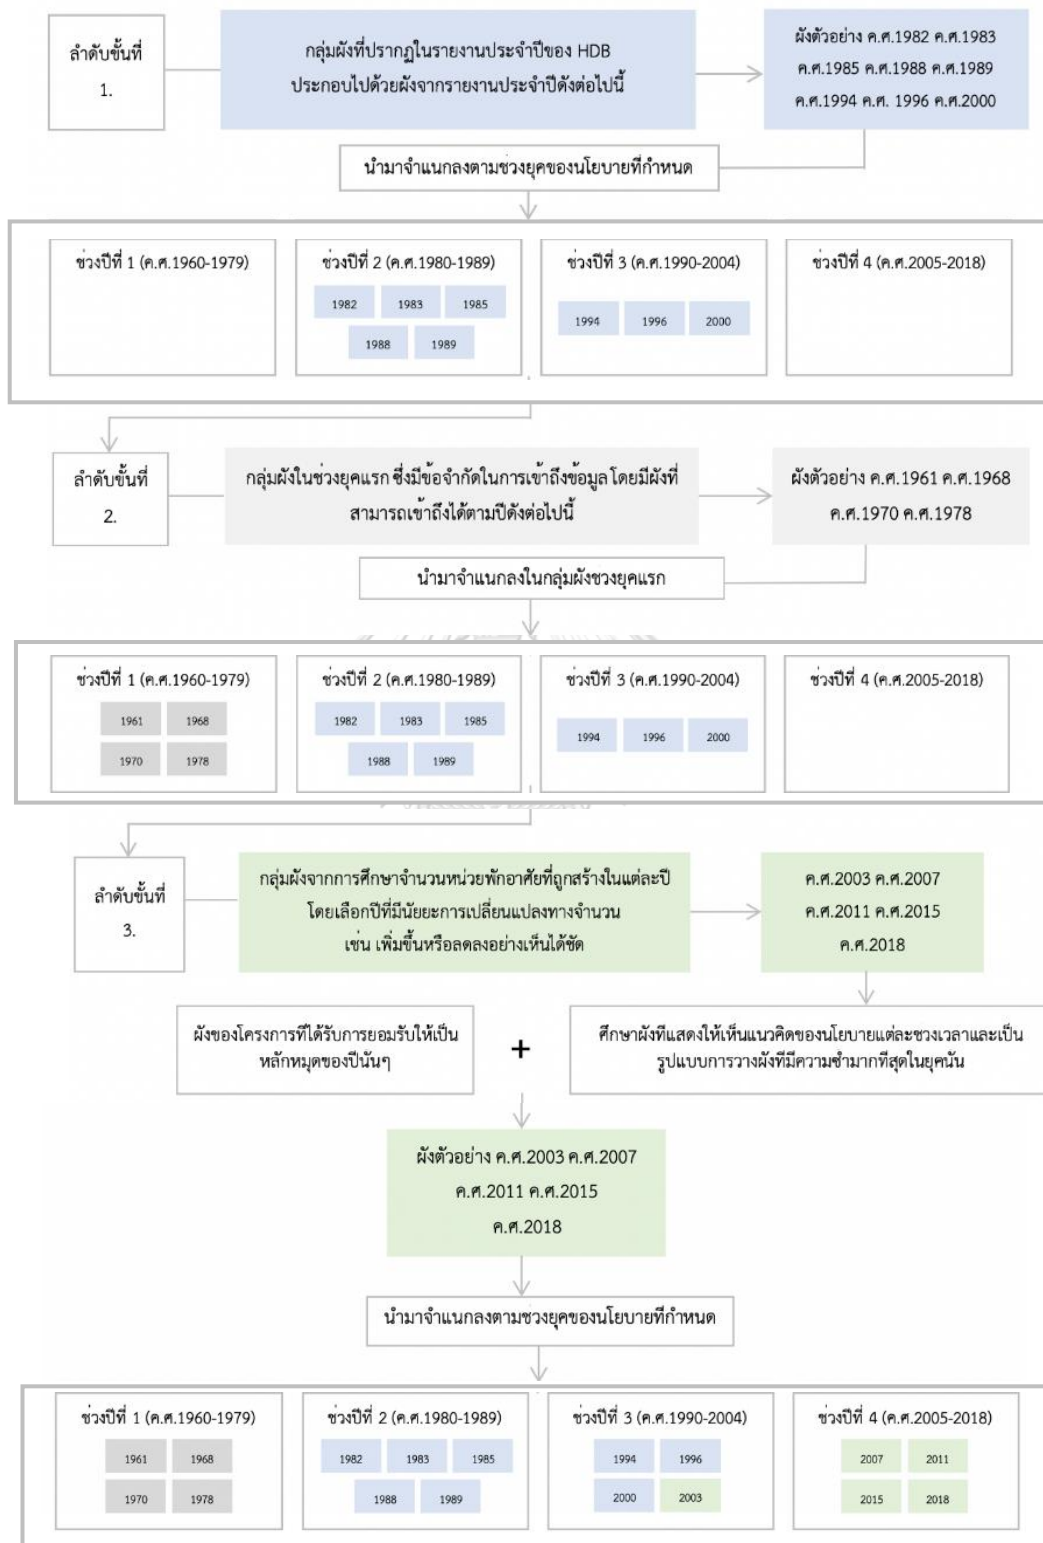 ลำดับขั้นที่
1.
กลุ่มผังที่ปรากฏในรายงานประจำปีของ HDB
ประกอบไปด้วยผังจากรายงานประจำปีดังต่อไปนี้
ผังตัวอย่าง ค.ศ.1982 ค.ศ.1983
ค.ศ.1985 ค.ศ.1988 ค.ศ.1989
ค.ศ.1994 ค.ศ. 1996 ค.ศ.2000
นำมาจำแนกลงตามช่วงยุคของนโยบายที่กำหนด
ช่วงปีที่ 1 (ค.ศ.1960-1979)
ช่วงปีที่ 2 (ค.ศ.1980-1989)
1982 1983 1985
1988 1989
ช่วงปีที่ 3 (ค.ศ.1990-2004)
1994 1996 2000
ช่วงปีที่ 4 (ค.ศ.2005-2018)
ลำดับขั้นที่
2.
กลุ่มผังในช่วงยุคแรก ซึ่งมีข้อจำกัดในการเข้าถึงข้อมูล โดยมีผังที่
สามารถเข้าถึงได้ตามปีดังต่อไปนี้
ผังตัวอย่าง ค.ศ.1961 ค.ศ.1968
ค.ศ.1970 ค.ศ.1978
นำมาจำแนกลงในกลุ่มผังชวงยุคแรก
ช่วงปีที่ 1 (ค.ศ.1960-1979)
1961 1968
1970 1978
ช่วงปีที่ 2 (ค.ศ.1980-1989)
1982 1983 1985
1988 1989
ช่วงปีที่ 3 (ค.ศ.1990-2004)
1994 1996 2000
ช่วงปีที่ 4 (ค.ศ.2005-2018)
ลำดับขั้นที่
3.
กลุ่มผังจากการศึกษาจำนวนหน่วยพักอาศัยที่ถูกสร้างในแต่ละปี
โดยเลือกปีที่มีนัยยะการเปลี่ยนแปลงทางจำนวน
เช่น เพิ่มขึ้นหรือลดลงอย่างเห็นได้ชัด
ค.ศ.2003 ค.ศ.2007
ค.ศ.2011 ค.ศ.2015
ค.ศ.2018
ผังของโครงการที่ได้รับการยอมรับให้เป็น
หลักหมุดของปีนันๆ
+
ศึกษาผังที่แสดงให้เห็นแนวคิดของนโยบายแต่ละชวงเวลาและเป็น
รูปแบบการวางผังที่มีความซำมากที่สุดในยุคนัน
ผังตัวอย่าง ค.ศ.2003 ค.ศ.2007
ค.ศ.2011 ค.ศ.2015
ค.ศ.2018
นำมาจำแนกลงตามชวงยุคของนโยบายที่กำหนด
ช่วงปีที่ 1 (ค.ศ.1960-1979)
1961 1968
1970 1978
ช่วงปีที่ 2 (ค.ศ.1980-1989)
1982 1983 1985
1988 1989
ช่วงปีที่ 3 (ค.ศ.1990-2004)
1994 1996
2000 2003
ช่วงปีที่ 4 (ค.ศ.2005-2018)
2007 2011
2015 2018